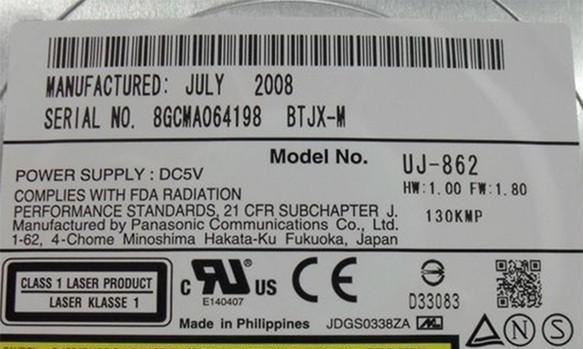 MANUFACTURED: JULY 2008
SERIAL NO. 8GCMA064198 BTJX-M
Model No. UJ-862
HW:1.00 FW:1.80
130KMP
POWER SUPPLY : DC5V
COMPLIES WITH FDA RADIATION
PERFORMANCE STANDARDS, 21 CFR SUBCHAPTER J.
Manufactured by Panasonic Communications Co., Ltd.
1-62, 4-Chome Minoshima Hakata-Ku Fukuoka, Japan
CLASS 1 LASER PRODUCT
LASER KLASSE 1
C RU US
E140407
CE
D33083
Made in Philippines JDGS0338ZA
N S